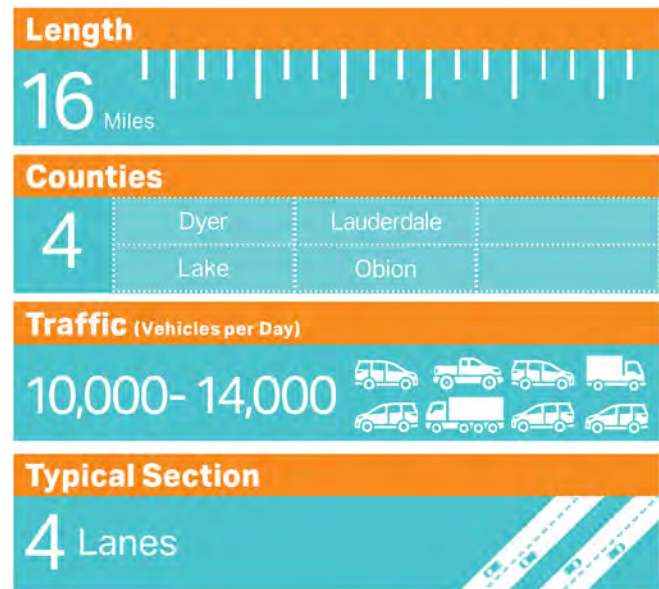 Length
16 Miles
Counties
4
Dyer Lauderdale
Lake Obion
Traffic (Vehicles per Day)
10,000- 14,000
Typical Section
4 Lanes